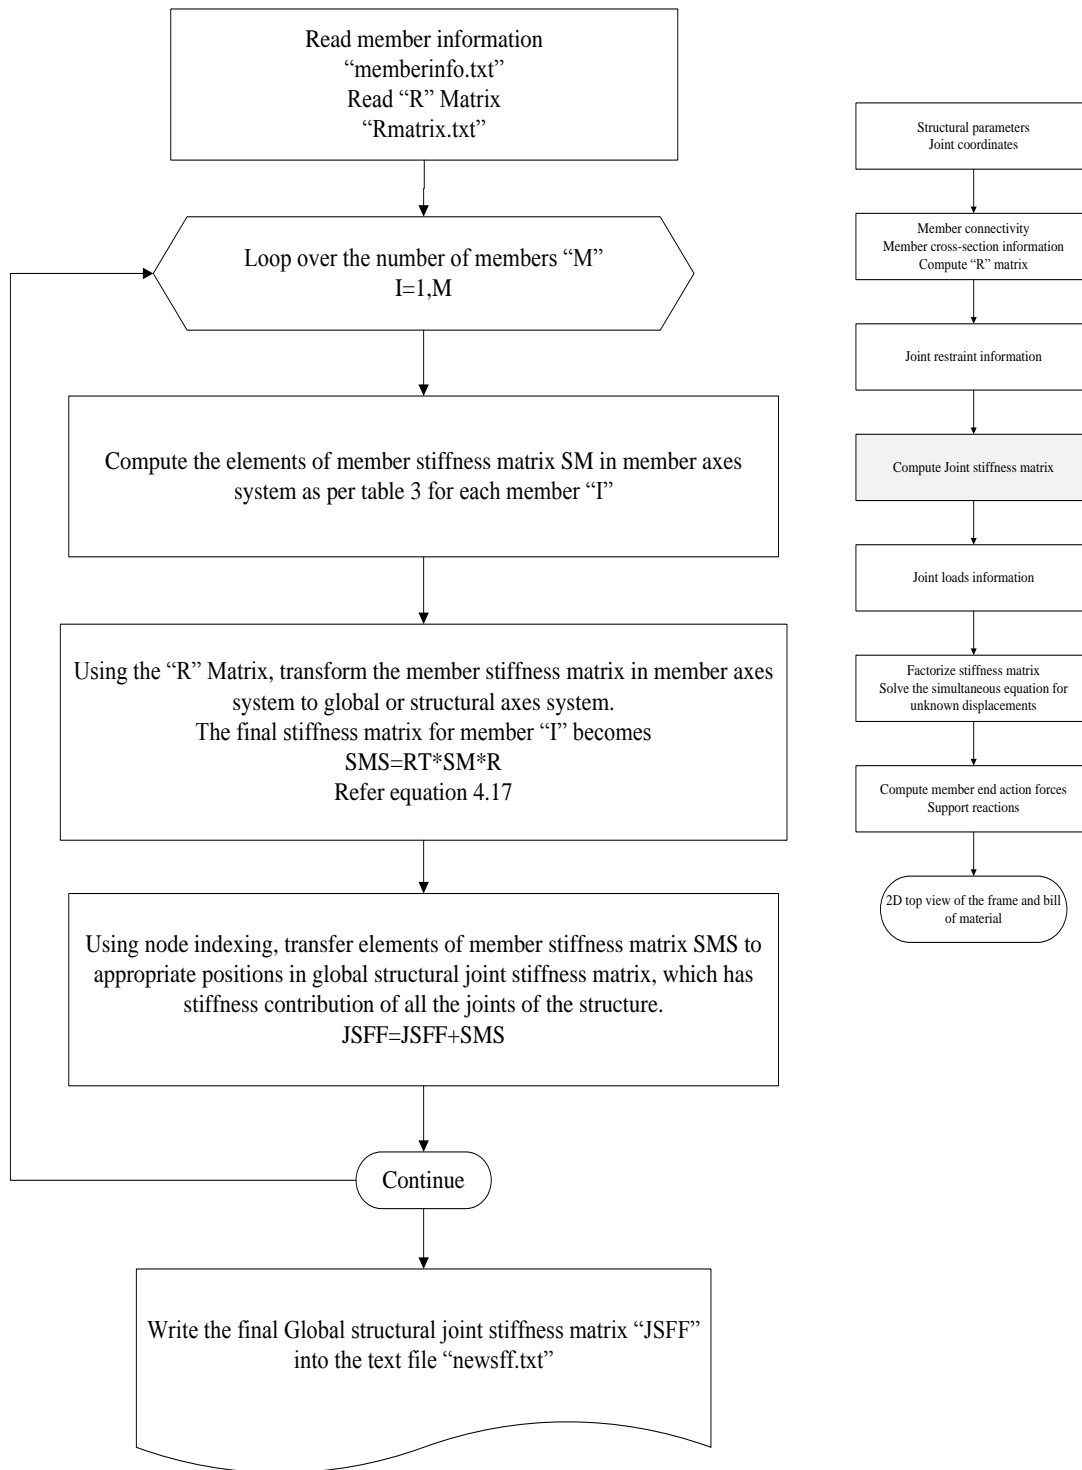 Read member information
“memberinfo.txt”
Read “R” Matrix
“Rmatrix.txt”
Loop over the number of members “M”
I=1,M
Compute the elements of member stiffness matrix SM in member axes
system as per table 3 for each member “I”
Using the “R” Matrix, transform the member stiffness matrix in member axes
system to global or structural axes system.
The final stiffness matrix for member “I” becomes
SMS=RT*SM*R
Refer equation 4.17
Using node indexing, transfer elements of member stiffness matrix SMS to
appropriate positions in global structural joint stiffness matrix, which has
stiffness contribution of all the joints of the structure.
JSFF=JSFF+SMS
Continue
Write the final Global structural joint stiffness matrix “JSFF”
into the text file “newsff.txt”
Structural parameters
Joint coordinates
Member connectivity
Member cross-section information
Compute “R” matrix
Joint restraint information
Compute Joint stiffness matrix
Joint loads information
Factorize stiffness matrix
Solve the simultaneous equation for
unknown displacements
Compute member end action forces
Support reactions
2D top view of the frame and bill
of material